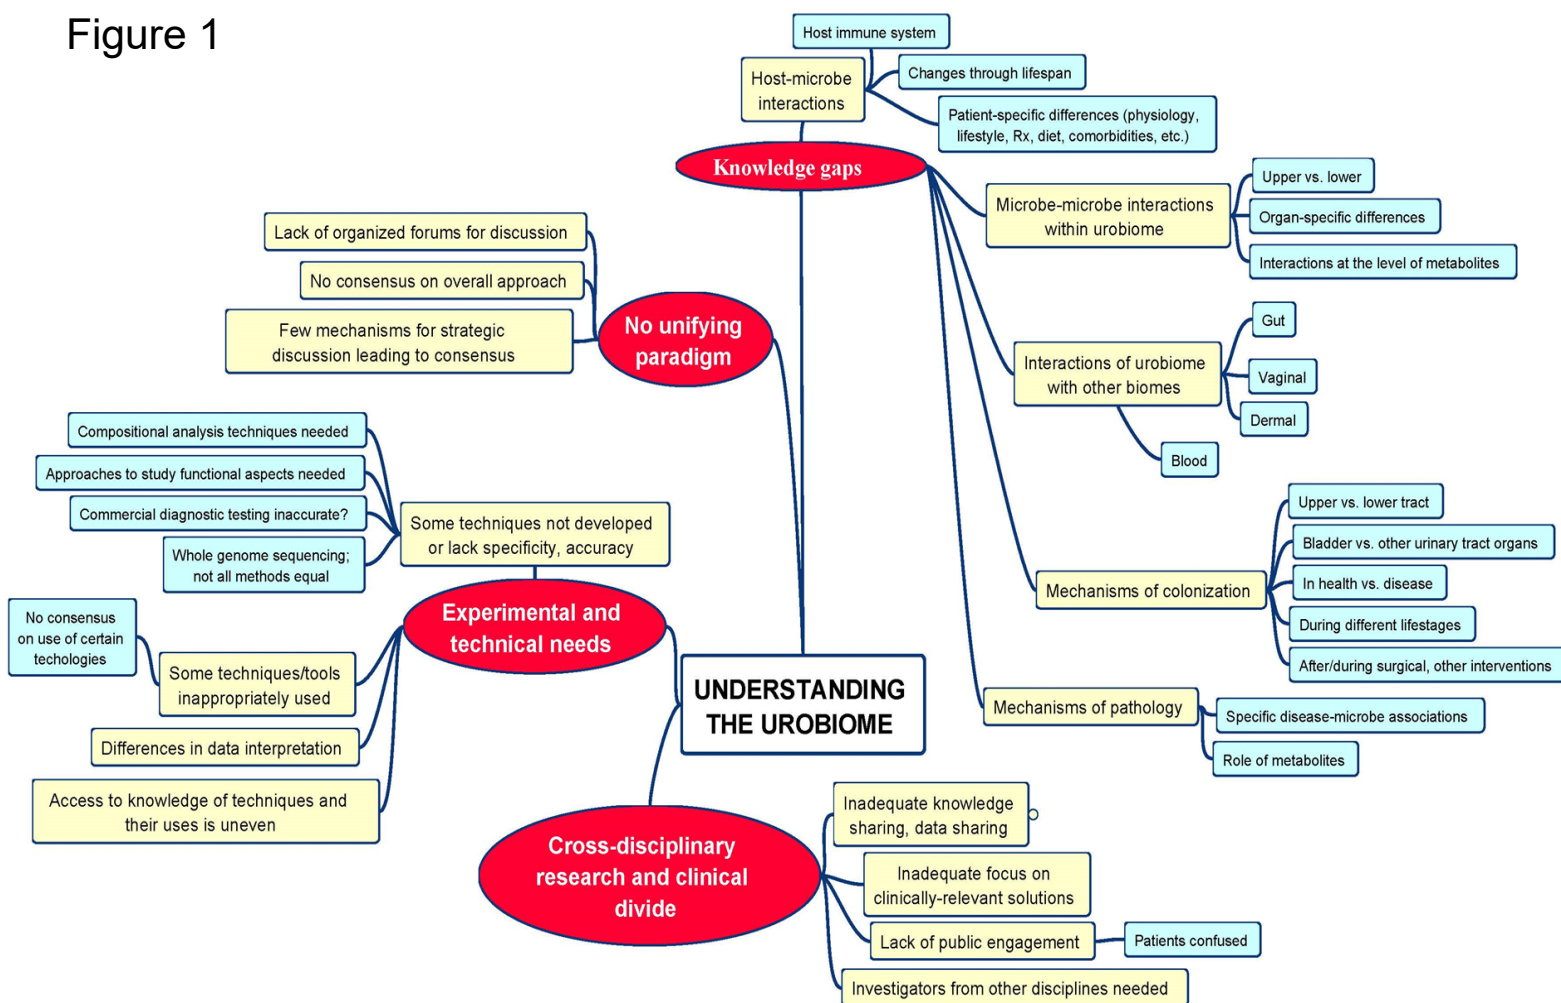 Figure 1
Host immune system
Host-microbe
interactions
Changes through lifespan
Patient-specific differences (physiology,
lifestyle, Rx, diet, comorbidities, etc.)
Knowledge gaps
Microbe-microbe interactions
within urobiome
Upper vs. lower
Organ-specific differences
Interactions at the level of metabolites
Interactions of urobiome
with other biomes
Gut
Vaginal
Dermal
Blood
Mechanisms of colonization
Upper vs. lower tract
Bladder vs. other urinary tract organs
In health vs. disease
During different lifestages
After/during surgical, other interventions
Mechanisms of pathology
Specific disease-microbe associations
Role of metabolites
Lack of organized forums for discussion
No consensus on overall approach
Few mechanisms for strategic
discussion leading to consensus
No unifying
paradigm
Compositional analysis techniques needed
Approaches to study functional aspects needed
Commercial diagnostic testing inaccurate?
Whole genome sequencing;
not all methods equal
Some techniques not developed
or lack specificity, accuracy
Experimental and
technical needs
No consensus
on use of certain
techologies
Some techniques/tools
inappropriately used
Differences in data interpretation
Access to knowledge of techniques and
their uses is uneven
UNDERSTANDING
THE UROBIOME
Cross-disciplinary
research and clinical
divide
Inadequate knowledge
sharing, data sharing
Inadequate focus on
clinically-relevant solutions
Lack of public engagement
Patients confused
Investigators from other disciplines needed